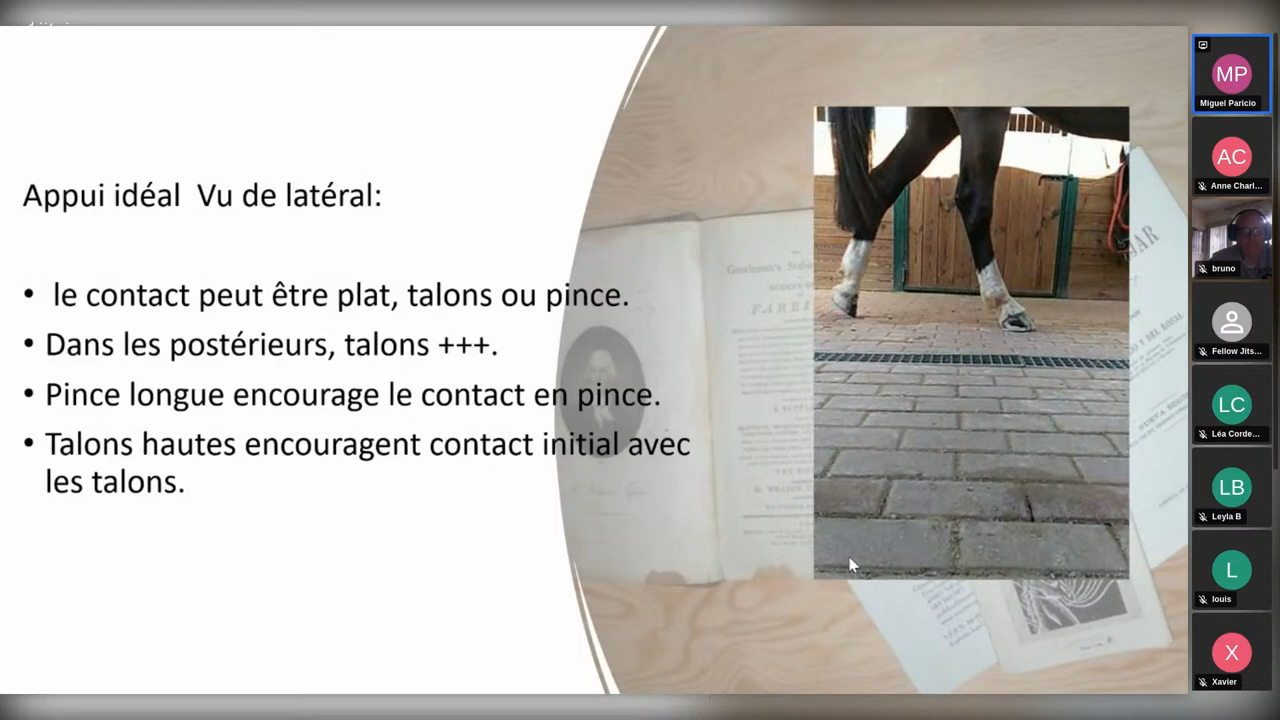 Appui idéal  Vu de latéral:
• le contact peut être plat, talons ou pince.
• Dans les postérieurs, talons +++.
• Pince longue encourage le contact en pince.
• Talons hautes encouragent contact initial avec
les talons.
MP
Miguel Paricio
AC
Anne Charl...
bruno
Fellow Jits...
LC
Léa Corde...
LB
Leyla B
L
louis
X
Xavier